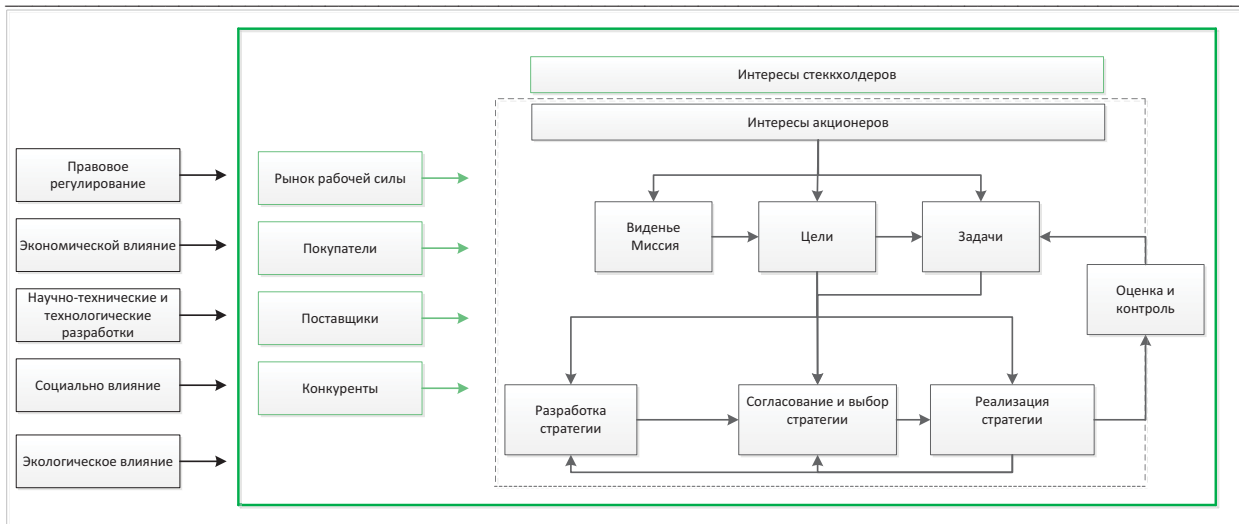 Интересы стеккхолдеров
Интересы акционеров
Правовое
регулирование
Рынок рабочей силы
Виденье
Миссия
Цели
Задачи
Экономической влияние
Покупатели
Научно-технические и
технологические
разработки
Поставщики
Оценка и
контроль
Социально влияние
Конкуренты
Разработка
стратегии
Согласование и выбор
стратегии
Реализация
стратегии
Экологическое влияние